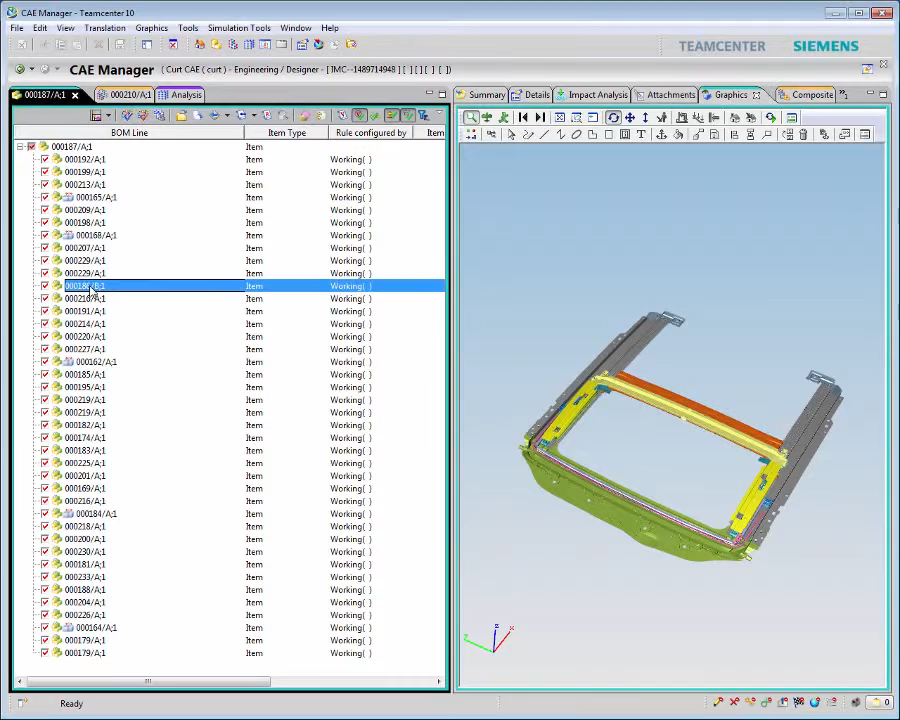 CAE Manager - Teamcenter 10
File Edit View Translation Graphics Tools Simulation Tools Window Help
TEAMCENTER SIEMENS
CAE Manager ( Curt CAE ( curt ) - Engineering / Designer - [ IMC--1489714948 ] [ ] [ ] [ ] [ ] )
000187/A;1 000210/A;1 Analysis
Summary Details Impact Analysis Attachments Graphics Composite
BOM Line Item Type Rule configured by Item
000187/A;1 Item
000192/A;1 Item Working( )
000199/A;1 Item Working( )
000213/A;1 Item Working( )
000165/A;1 Item Working( )
000209/A;1 Item Working( )
000198/A;1 Item Working( )
000168/A;1 Item Working( )
000207/A;1 Item Working( )
000229/A;1 Item Working( )
000229/A;1 Item Working( )
Item Working( )
Item Working( )
000191/A;1 Item Working( )
000214/A;1 Item Working( )
000220/A;1 Item Working( )
000227/A;1 Item Working( )
000162/A;1 Item Working( )
000185/A;1 Item Working( )
000195/A;1 Item Working( )
000219/A;1 Item Working( )
000219/A;1 Item Working( )
000182/A;1 Item Working( )
000174/A;1 Item Working( )
000183/A;1 Item Working( )
000225/A;1 Item Working( )
000201/A;1 Item Working( )
000169/A;1 Item Working( )
000216/A;1 Item Working( )
000184/A;1 Item Working( )
000218/A;1 Item Working( )
000200/A;1 Item Working( )
000230/A;1 Item Working( )
000181/A;1 Item Working( )
000233/A;1 Item Working( )
000188/A;1 Item Working( )
000204/A;1 Item Working( )
000226/A;1 Item Working( )
000164/A;1 Item Working( )
000179/A;1 Item Working( )
000179/A;1 Item Working( )
Z Y X
Ready 0